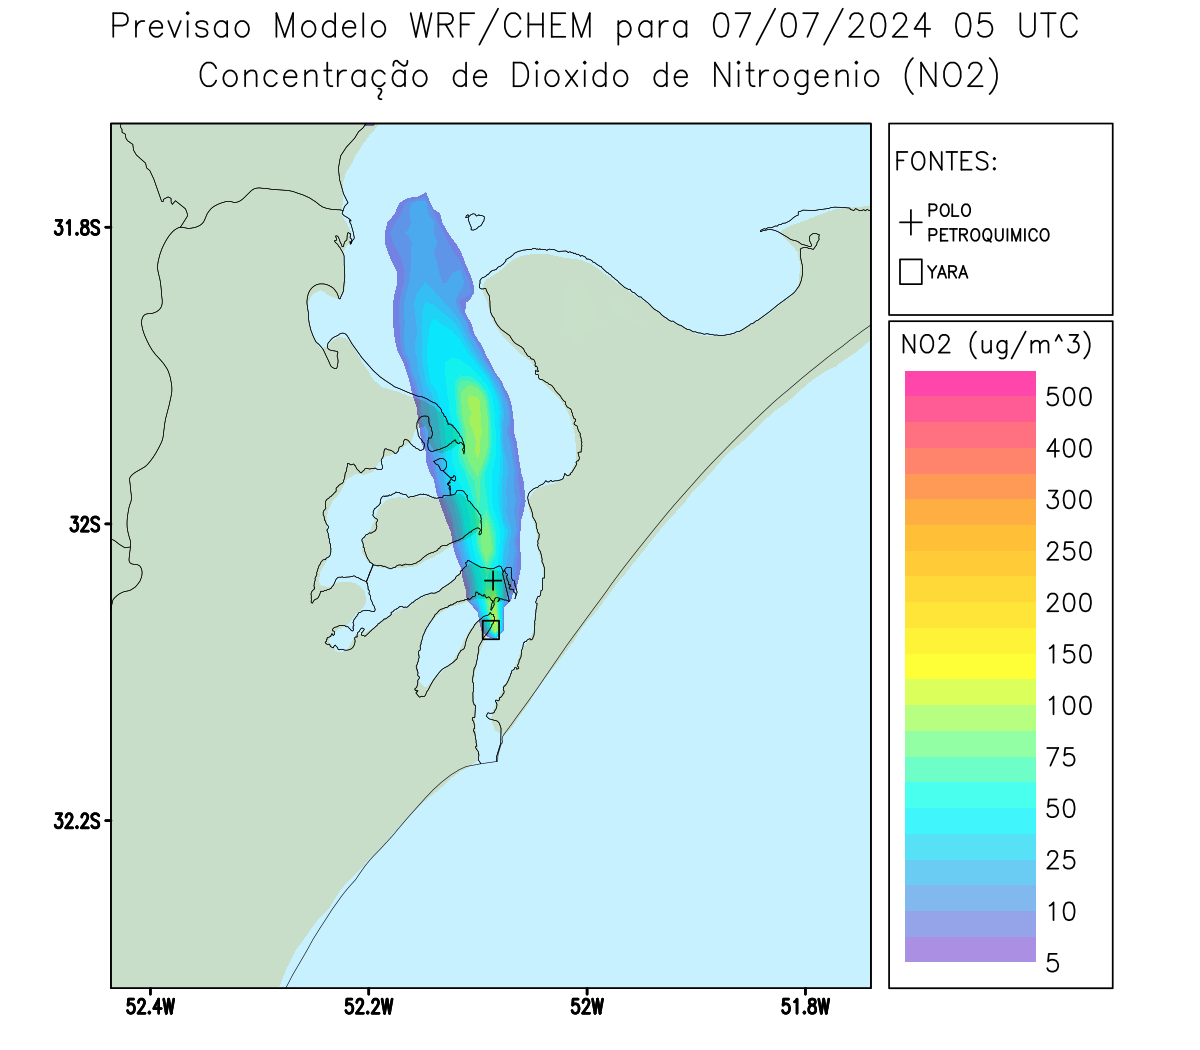 Previsao Modelo WRF/CHEM para 07/07/2024 05 UTC
Concentração de Dioxido de Nitrogenio (NO2)
FONTES:
POLO
PETROQUIMICO
YARA
NO2 (ug/m^3)
500
400
300
250
200
150
100
75
50
25
10
5
31.8S
32S
32.2S
52.4W
52.2W
52W
51.8W